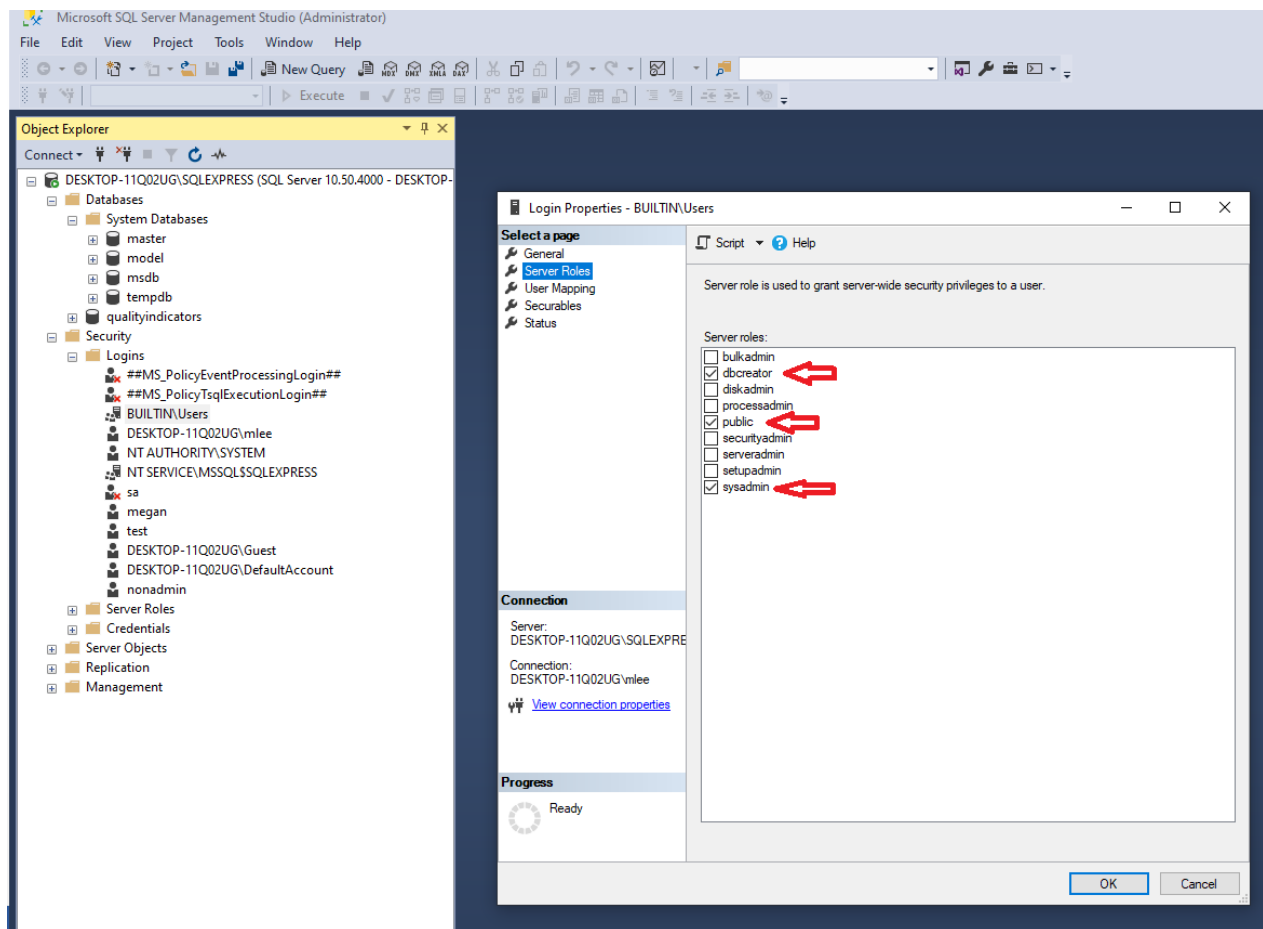 Microsoft SQL Server Management Studio (Administrator)
File Edit View Project Tools Window Help
New Query MDX DMX XMLA DAX
Execute
Object Explorer
Connect
DESKTOP-11Q02UG\SQLEXPRESS (SQL Server 10.50.4000 - DESKTOP-
Databases
System Databases
master
model
msdb
tempdb
qualityindicators
Security
Logins
##MS_PolicyEventProcessingLogin##
##MS_PolicyTsqlExecutionLogin##
BUILTIN\Users
DESKTOP-11Q02UG\mlee
NT AUTHORITY\SYSTEM
NT SERVICE\MSSQL$SQLEXPRESS
sa
megan
test
DESKTOP-11Q02UG\Guest
DESKTOP-11Q02UG\DefaultAccount
nonadmin
Server Roles
Credentials
Server Objects
Replication
Management
Login Properties - BUILTIN\Users
Select a page
General
Server Roles
User Mapping
Securables
Status
Connection
Server:
DESKTOP-11Q02UG\SQLEXPRE
Connection:
DESKTOP-11Q02UG\mlee
View connection properties
Progress
Ready
Script Help
Server role is used to grant server-wide security privileges to a user.
Server roles:
bulkadmin
dbcreator
diskadmin
processadmin
public
securityadmin
serveradmin
setupadmin
sysadmin
OK Cancel